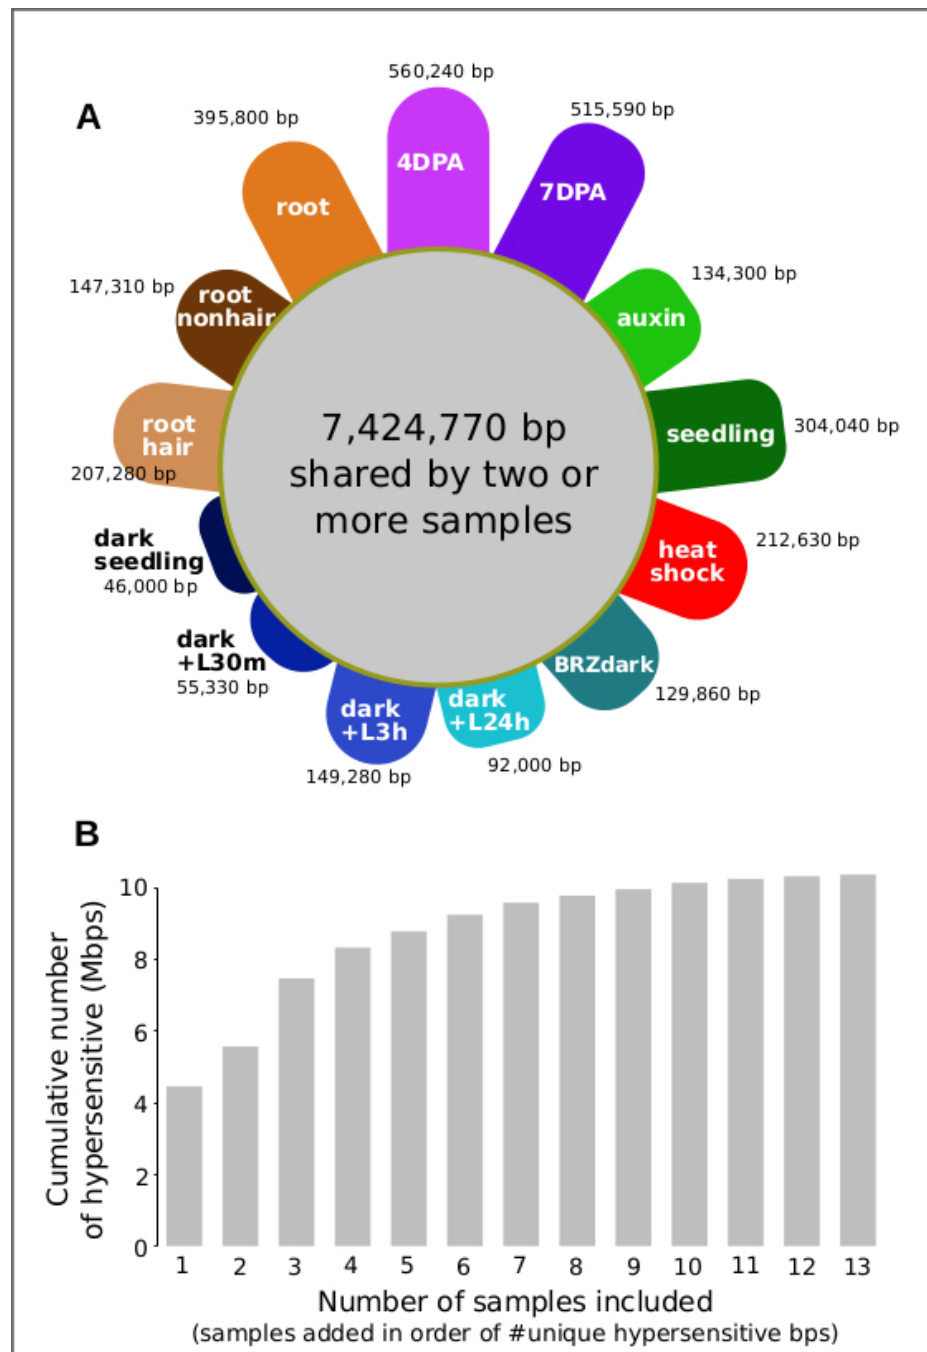 A
560,240 bp
515,590 bp
395,800 bp
4DPA
7DPA
root
134,300 bp
147,310 bp
root
nonhair
auxin
7,424,770 bp
shared by two or
more samples
root
hair
207,280 bp
seedling
304,040 bp
dark
seedling
46,000 bp
heat
shock
212,630 bp
dark
+L30m
55,330 bp
BRZdark
129,860 bp
dark
+L3h
149,280 bp
dark
+L24h
92,000 bp
B
Cumulative number
of hypersensitive (Mbps)
10
8
6
4
2
0
1 2 3 4 5 6 7 8 9 10 11 12 13
Number of samples included
(samples added in order of #unique hypersensitive bps)